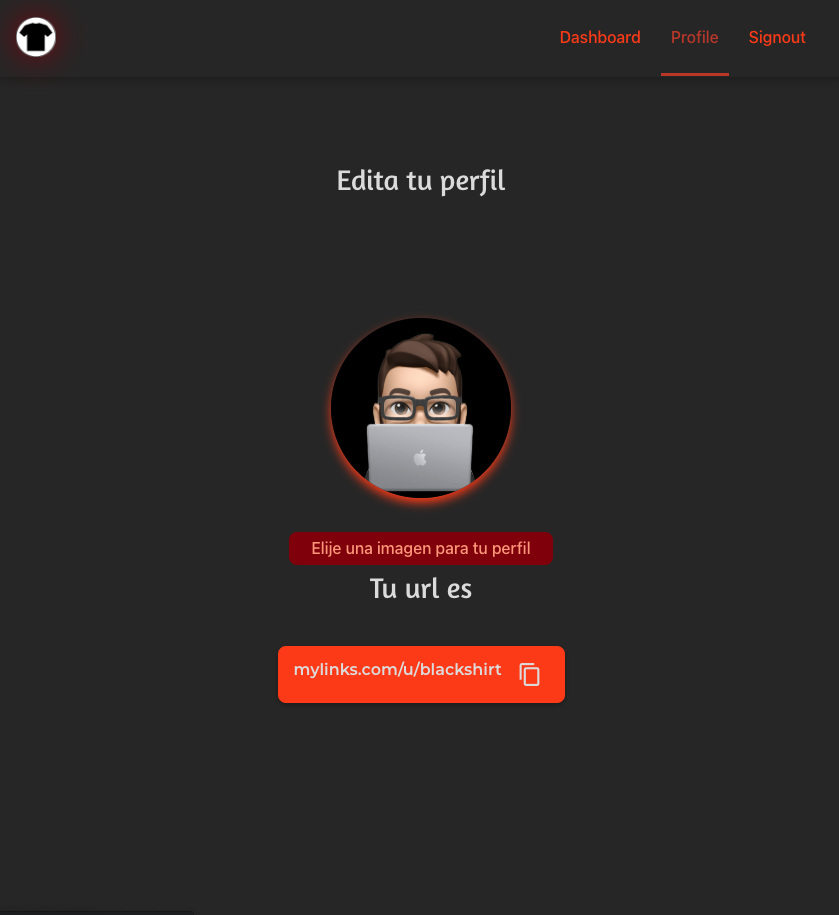 Dashboard Profile Signout
Edita tu perfil
Elije una imagen para tu perfil
Tu url es
mylinks.com/u/blackshirt